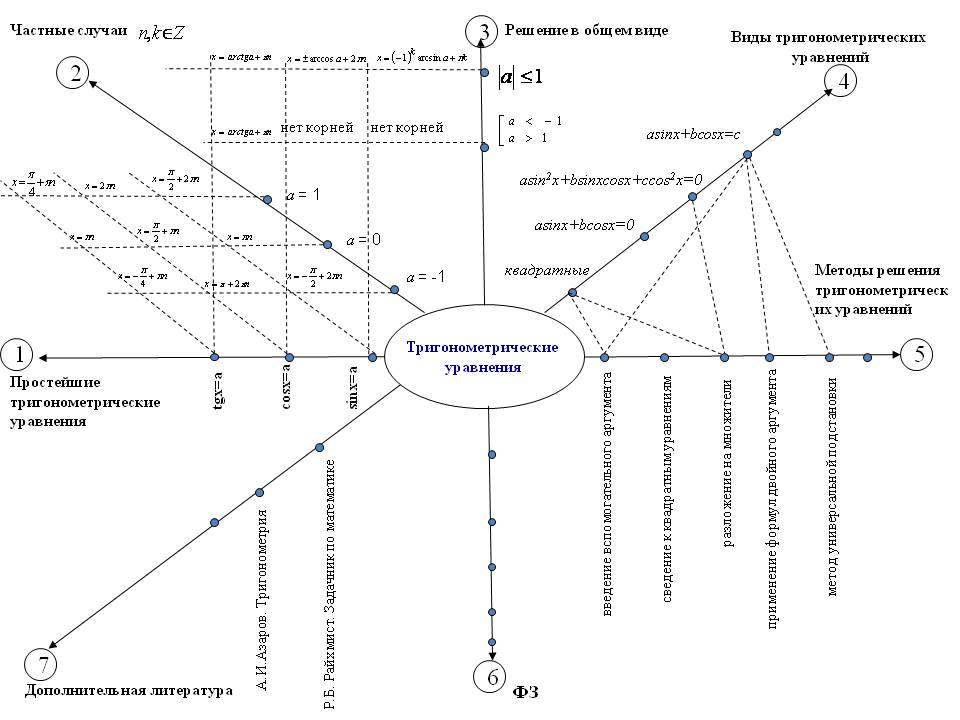 Частные случаи n,k∈Z
2
3
Решение в общем виде
Виды тригонометрических
уравнений
4
x = arctga + πn
x = ±arccos a + 2πn
x = (−1)^k arcsin a + πk
|a| ≤ 1
x = arctga + πn
нет корней
нет корней
[ a < − 1
a > 1
x = π/4 + πn
x = 2πn
x = π/2 + 2πn
a = 1
x = πn
x = π/2 + πn
x = πn
a = 0
x = −π/4 + πn
x = π + 2πn
x = −π/2 + 2πn
a = -1
asinx+bcosx=c
asin²x+bsinxcosx+ccos²x=0
asinx+bcosx=0
квадратные
Методы решения
тригонометрическ
их уравнений
5
Тригонометрические
уравнения
1
Простейшие
тригонометрические
уравнения
tgx=a
cosx=a
sinx=a
введение вспомогательного аргумента
сведение к квадратным уравнениям
разложение на множители
применение формул двойного аргумента
метод универсальной подстановки
А.И.Азаров. Тригонометрия
Р.Б. Райхмист. Задачник по математике
7
Дополнительная литература
6
ФЗ